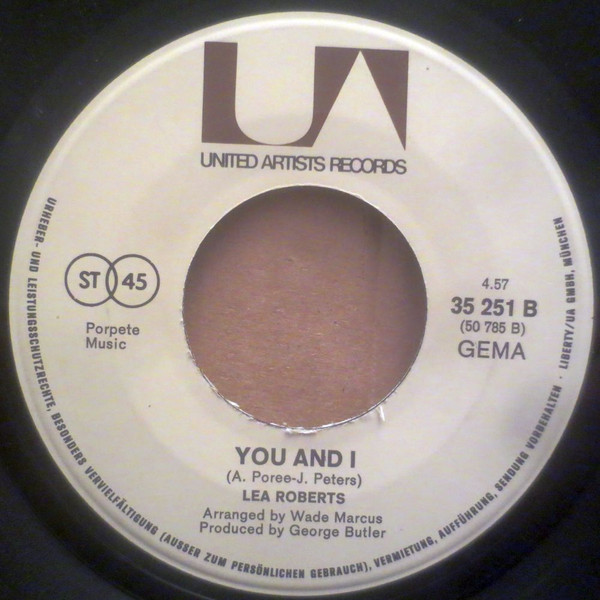 UA
UNITED ARTISTS RECORDS
ST 45
Porpete
Music
4.57
35 251 B
(50 785 B)
GEMA
YOU AND I
(A. Poree-J. Peters)
LEA ROBERTS
Arranged by Wade Marcus
Produced by George Butler
URHEBER- UND LEISTUNGSSCHUTZRECHTE, BESONDERS VERVIELFÄLTIGUNG (AUSSER ZUM PERSÖNLICHEN GEBRAUCH), VERMIETUNG, AUFFÜHRUNG, SENDUNG VORBEHALTEN · LIBERTY/UA GMBH, MÜNCHEN